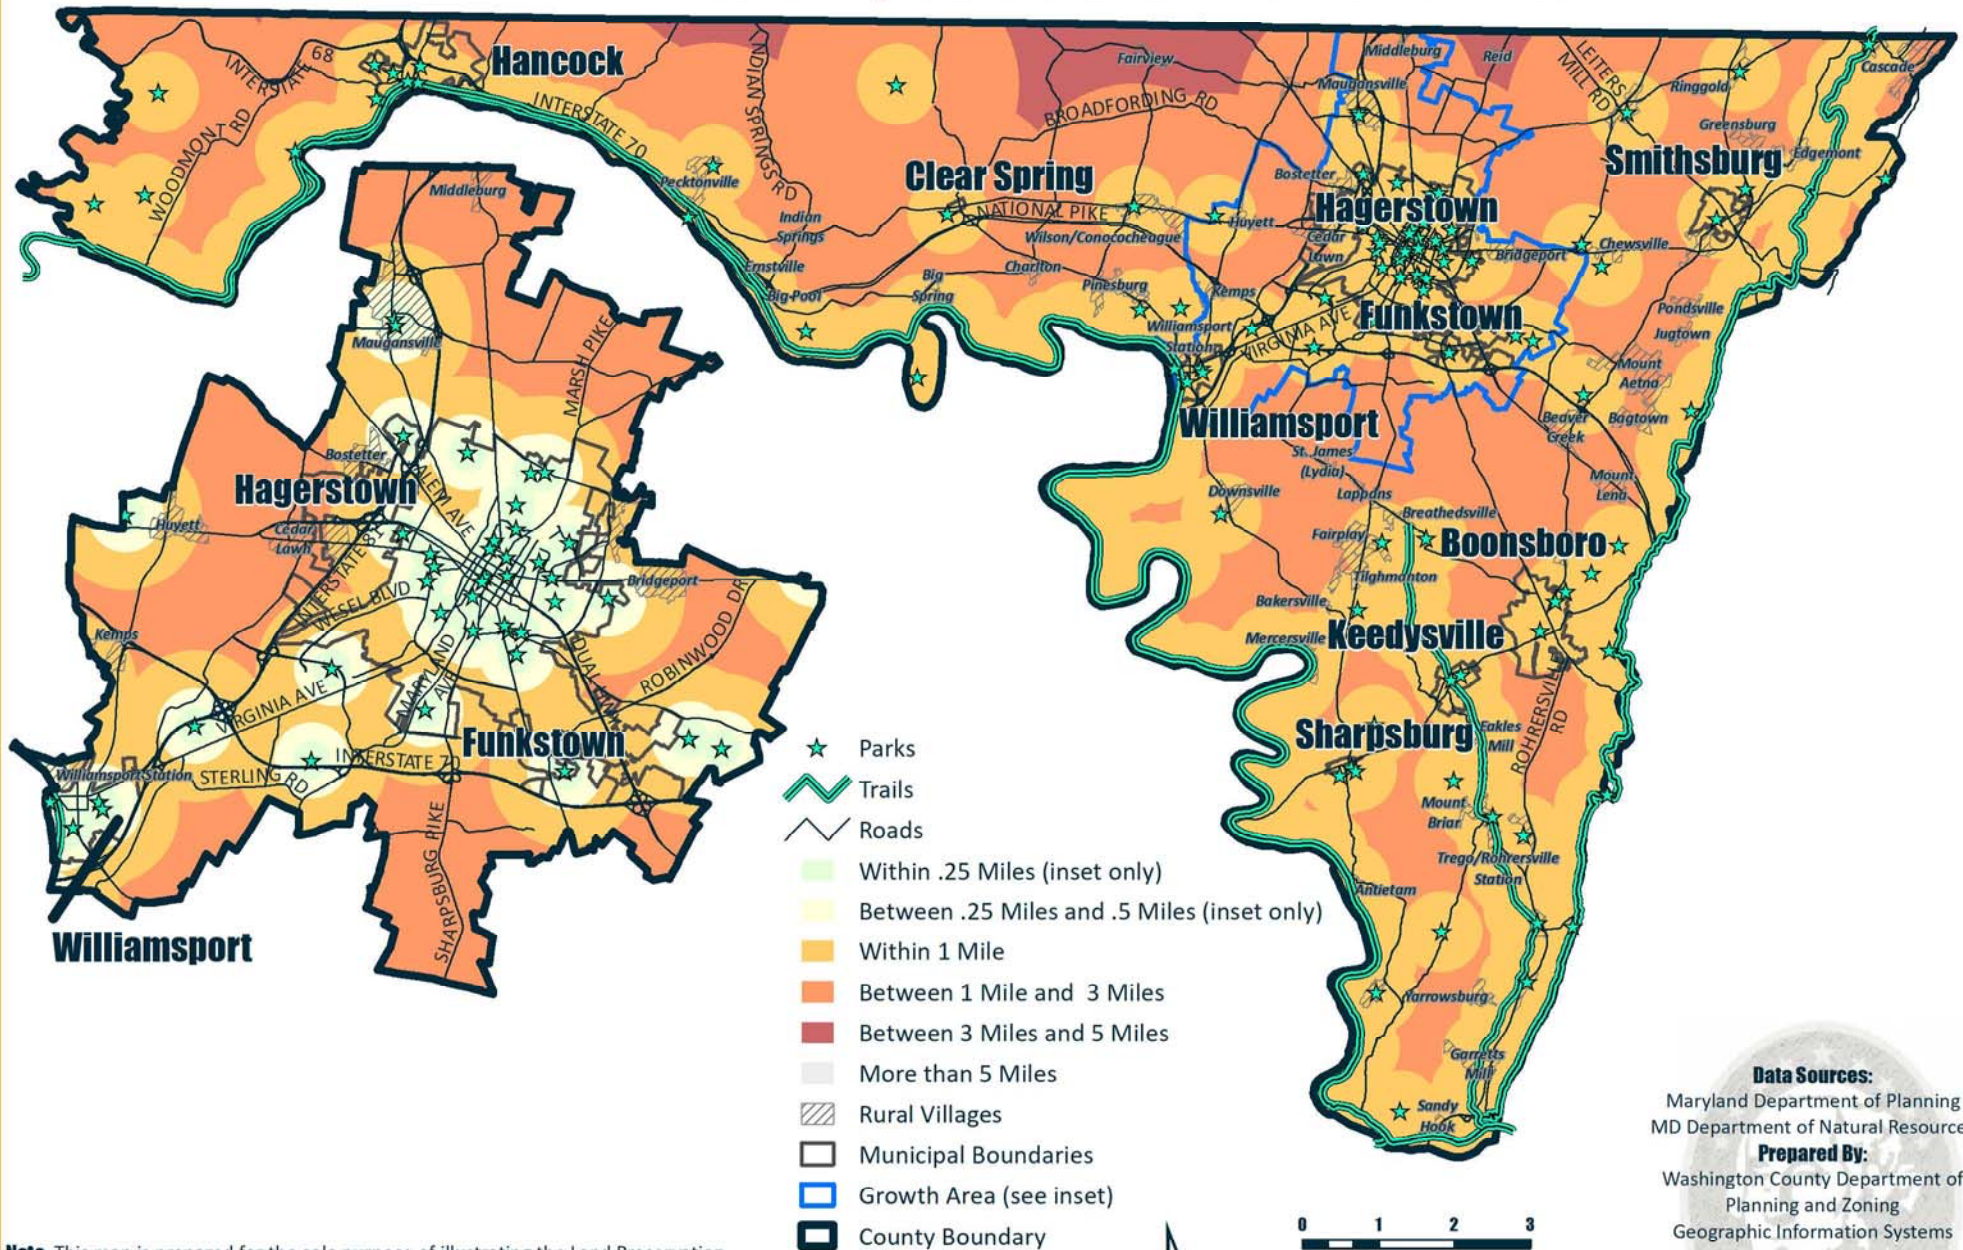 Hancock
INTERSTATE 68
WOODMONT RD
INTERSTATE 70
INDIAN SPRINGS RD
Pecktonville
Indian
Springs
Ernstville
Big Pool
Big
Spring
Clear Spring
NATIONAL PIKE
Wilson/Conococheague
Charlton
Pinesburg
Fairview
BROADFORDING RD
Middleburg
Reid
Maugansville
LEITERS
MILL RD
Ringgold
Cascade
Greensburg
Smithsburg
Edgemont
Bostetter
Hagerstown
Huyett
Cedar
Lawn
Bridgeport
Chewsville
Kemps
Funkstown
VIRGINIA AVE
Williamsport
Station
Pondsville
Jugtown
Mount
Aetna
Beaver
Creek
Bagtown
Williamsport
St. James
(Lydia)
Mount
Lena
Downsville
Lappans
Breathedsville
Fairplay
Boonsboro
Tilghmanton
Bakersville
Mercersville
Keedysville
Sharpsburg
Eakles
Mill
ROHRERSVILLE
RD
Mount
Briar
Trego/Rohrersville
Station
Antietam
Yarrowsburg
Garretts
Mill
Sandy
Hook
Middleburg
Maugansville
MARSH PIKE
Bostetter
Hagerstown
SALEM AVE
Huyett
Cedar
Lawn
INTERSTATE 81
WESEL BLVD
Bridgeport
Kemps
MARYLAND
AVE
DUAL HWY
ROBINWOOD DR
VIRGINIA AVE
Funkstown
INTERSTATE 70
Williamsport Station
STERLING RD
SHARPSBURG PIKE
Williamsport
Parks
Trails
Roads
Within .25 Miles (inset only)
Between .25 Miles and .5 Miles (inset only)
Within 1 Mile
Between 1 Mile and 3 Miles
Between 3 Miles and 5 Miles
More than 5 Miles
Rural Villages
Municipal Boundaries
Growth Area (see inset)
County Boundary
0 1 2 3
Data Sources:
Maryland Department of Planning
MD Department of Natural Resource
Prepared By:
Washington County Department of
Planning and Zoning
Geographic Information Systems